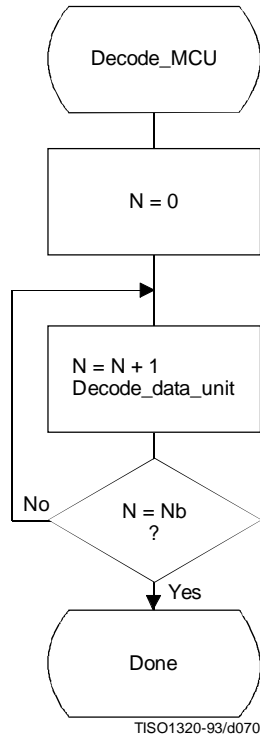 Decode_MCU
N = 0
N = N + 1
Decode_data_unit
N = Nb
?
No
Yes
Done
TISO1320-93/d070